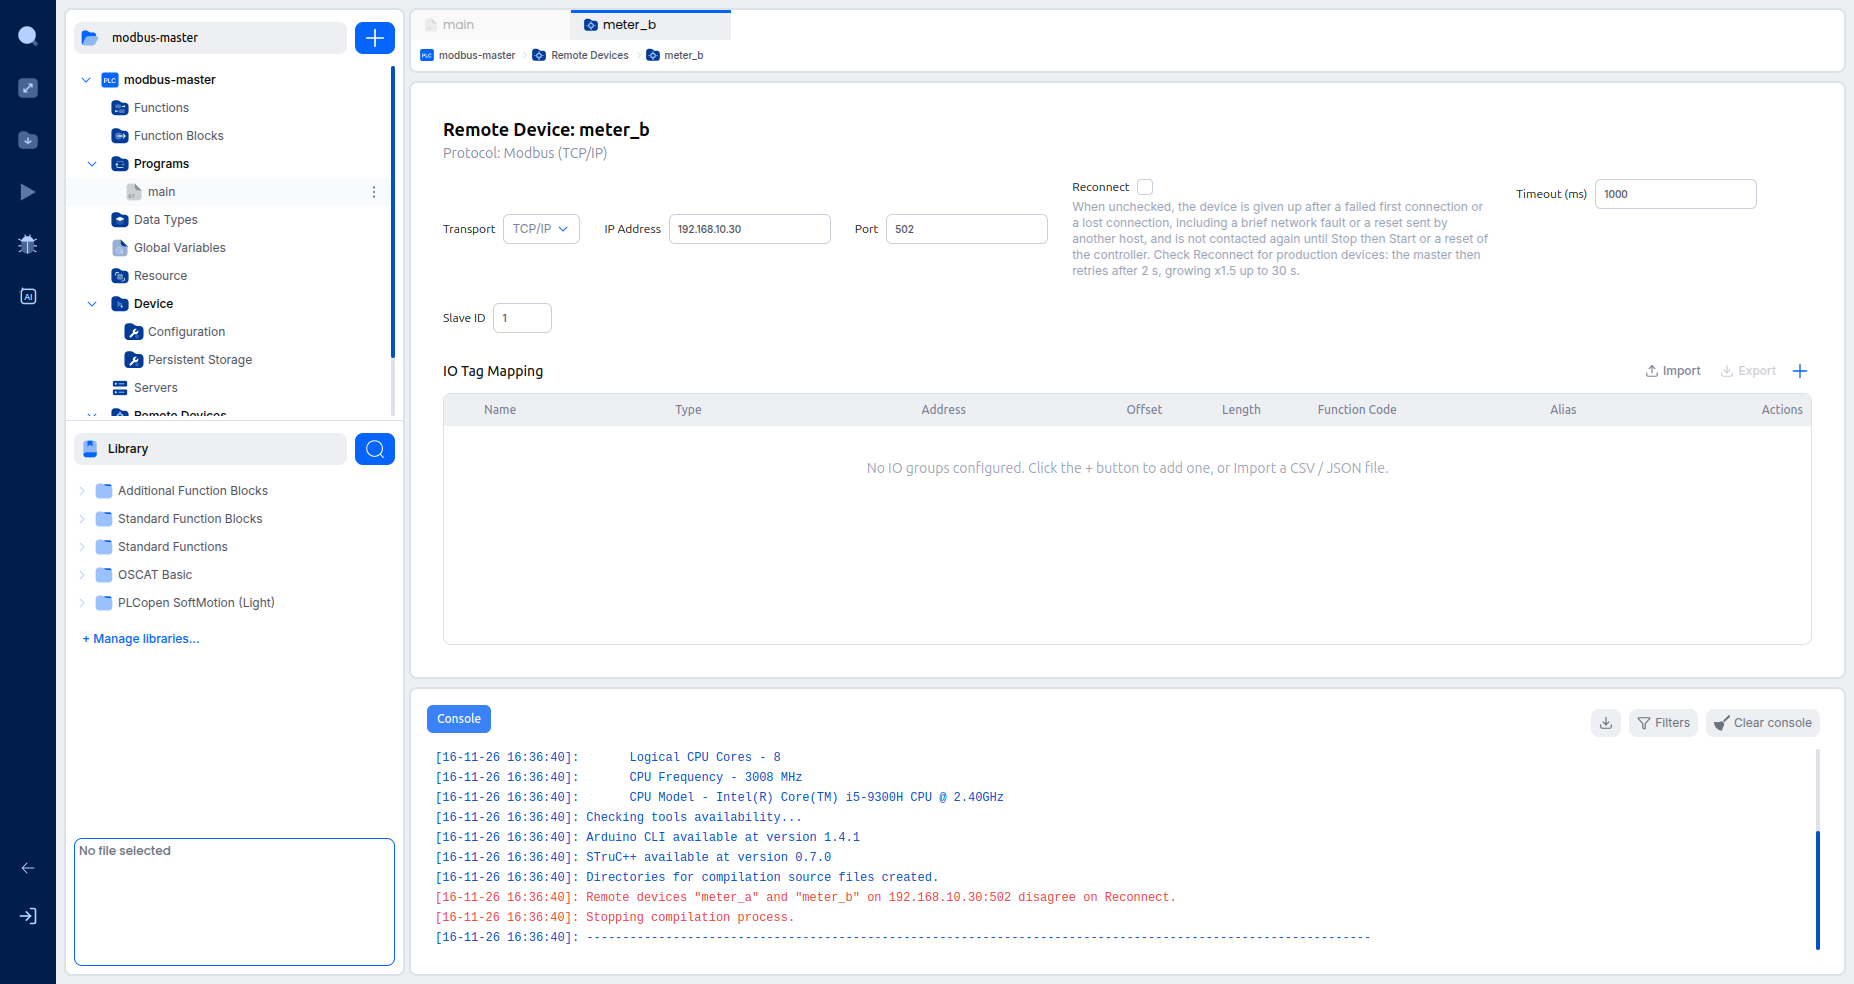 modbus-master
modbus-master
Functions
Function Blocks
Programs
main
Data Types
Global Variables
Resource
Device
Configuration
Persistent Storage
Servers
Remote Devices
Library
Additional Function Blocks
Standard Function Blocks
Standard Functions
OSCAT Basic
PLCopen SoftMotion (Light)
+ Manage libraries...
No file selected
main
meter_b
modbus-master
Remote Devices
meter_b
Remote Device: meter_b
Protocol: Modbus (TCP/IP)
Transport
TCP/IP
IP Address
192.168.10.30
Port
502
Reconnect
When unchecked, the device is given up after a failed first connection or
a lost connection, including a brief network fault or a reset sent by
another host, and is not contacted again until Stop then Start or a reset of
the controller. Check Reconnect for production devices: the master then
retries after 2 s, growing x1.5 up to 30 s.
Timeout (ms)
1000
Slave ID
1
IO Tag Mapping
Import
Export
Name Type Address Offset Length Function Code Alias Actions
No IO groups configured. Click the + button to add one, or Import a CSV / JSON file.
Console
Filters
Clear console
[16-11-26 16:36:40]: Logical CPU Cores - 8
[16-11-26 16:36:40]: CPU Frequency - 3008 MHz
[16-11-26 16:36:40]: CPU Model - Intel(R) Core(TM) i5-9300H CPU @ 2.40GHz
[16-11-26 16:36:40]: Checking tools availability...
[16-11-26 16:36:40]: Arduino CLI available at version 1.4.1
[16-11-26 16:36:40]: STruC++ available at version 0.7.0
[16-11-26 16:36:40]: Directories for compilation source files created.
[16-11-26 16:36:40]: Remote devices "meter_a" and "meter_b" on 192.168.10.30:502 disagree on Reconnect.
[16-11-26 16:36:40]: Stopping compilation process.
[16-11-26 16:36:40]: -------------------------------------------------------------------------------------------------------------